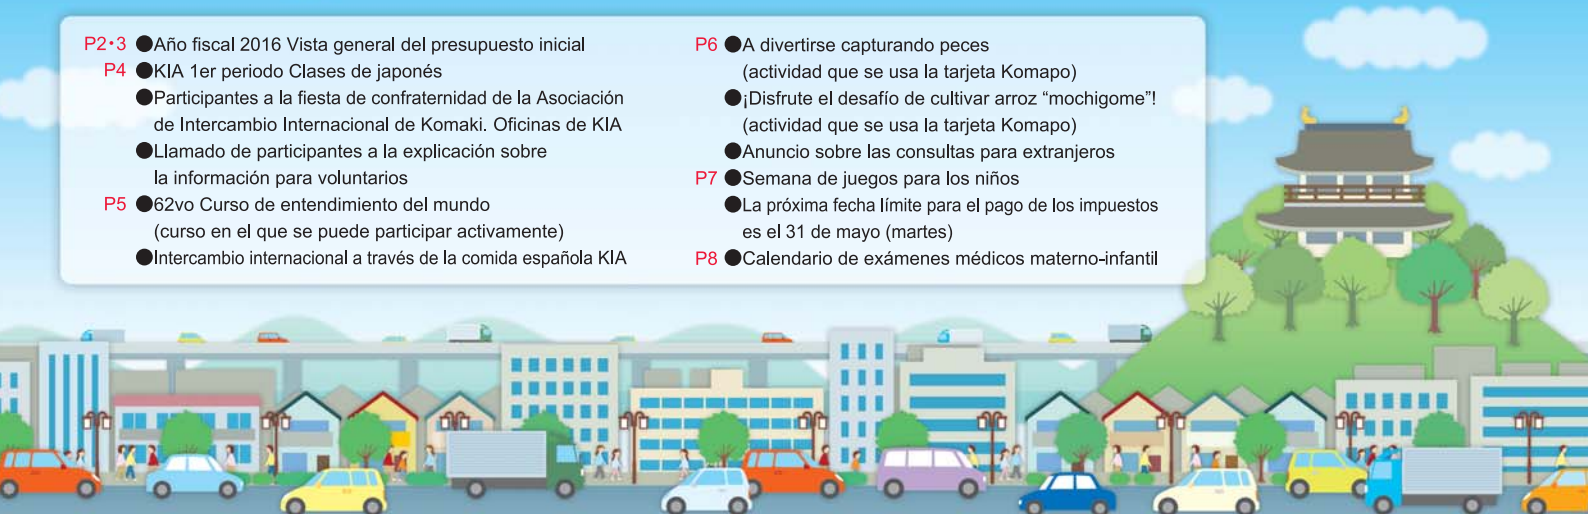 P2・3 ●Año fiscal 2016 Vista general del presupuesto inicial
P4 ●KIA 1er periodo Clases de japonés
●Participantes a la fiesta de confraternidad de la Asociación
de Intercambio Internacional de Komaki. Oficinas de KIA
●Llamado de participantes a la explicación sobre
la información para voluntarios
P5 ●62vo Curso de entendimiento del mundo
(curso en el que se puede participar activamente)
●Intercambio internacional a través de la comida española KIA
P6 ●A divertirse capturando peces
(actividad que se usa la tarjeta Komapo)
●¡Disfrute el desafío de cultivar arroz “mochigome”!
(actividad que se usa la tarjeta Komapo)
●Anuncio sobre las consultas para extranjeros
P7 ●Semana de juegos para los niños
●La próxima fecha límite para el pago de los impuestos
es el 31 de mayo (martes)
P8 ●Calendario de exámenes médicos materno-infantil